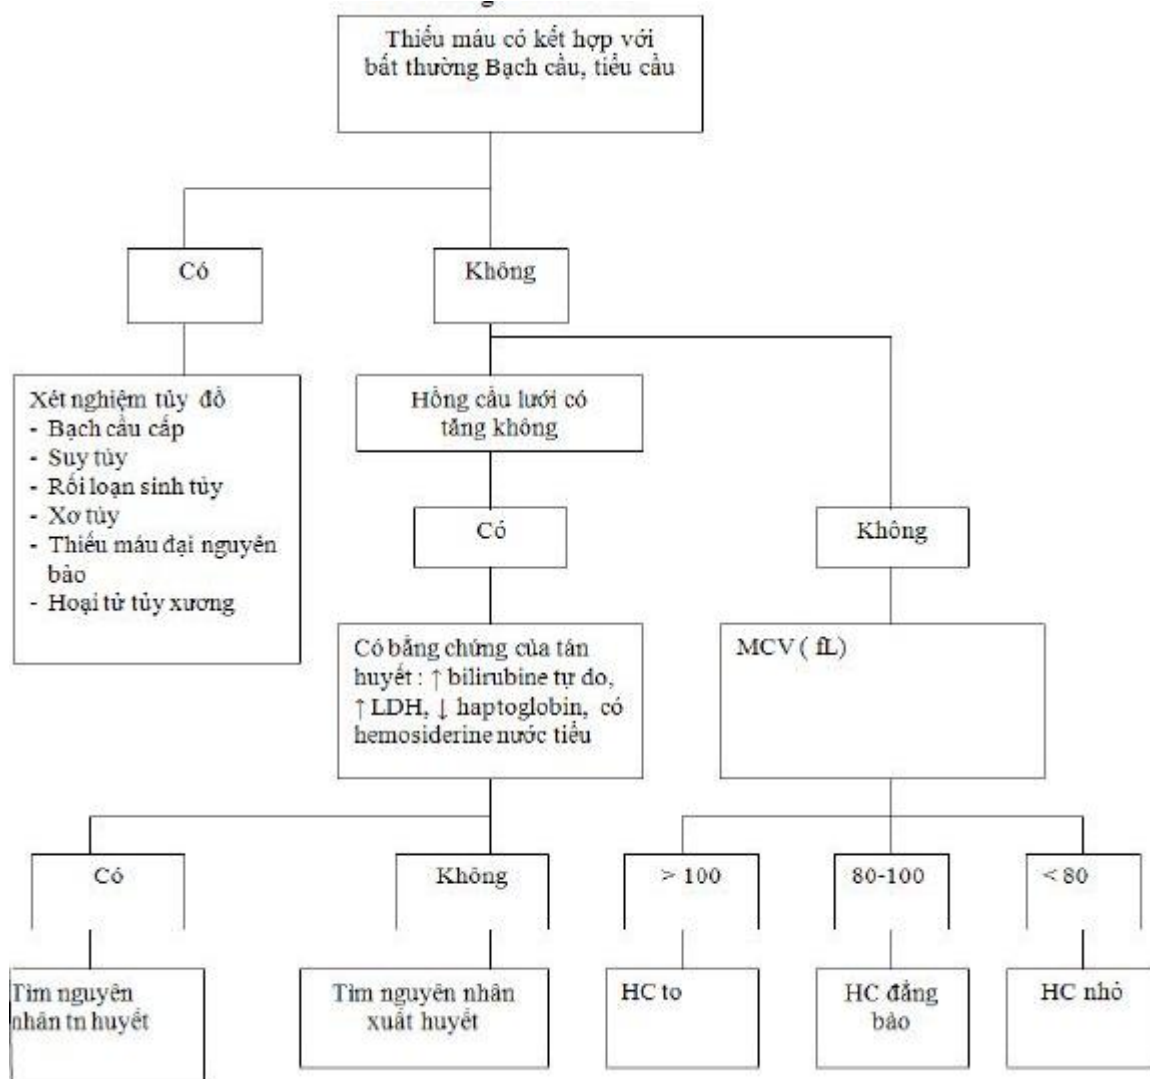 Thiếu máu có kết hợp với
bất thường Bạch cầu, tiểu cầu
Có
Không
Xét nghiệm tủy đồ
- Bạch cầu cấp
- Suy tủy
- Rối loạn sinh tủy
- Xơ tủy
- Thiếu máu đại nguyên
bào
- Hoại tử tủy xương
Hồng cầu lưới có
tăng không
Có
Không
Có bằng chứng của tán
huyết : ↑ bilirubine tự do,
↑ LDH, ↓ haptoglobin, có
hemosiderine nước tiểu
MCV ( fL)
Có
Không
> 100
80-100
< 80
Tìm nguyên
nhân tn huyết
Tìm nguyên nhân
xuất huyết
HC to
HC đẳng
bào
HC nhỏ